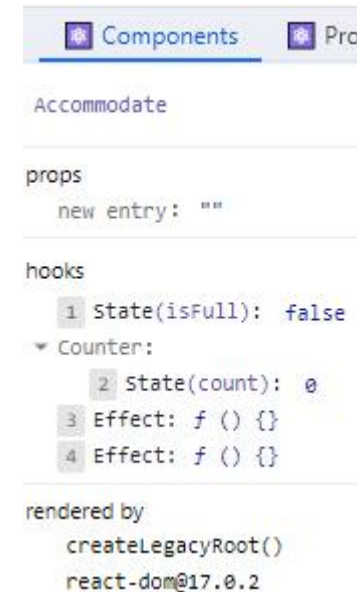 Components Pro
Accommodate
props
new entry: ""
hooks
1 State(isFull): false
Counter:
2 State(count): 0
3 Effect: ƒ () {}
4 Effect: ƒ () {}
rendered by
createLegacyRoot()
react-dom@17.0.2